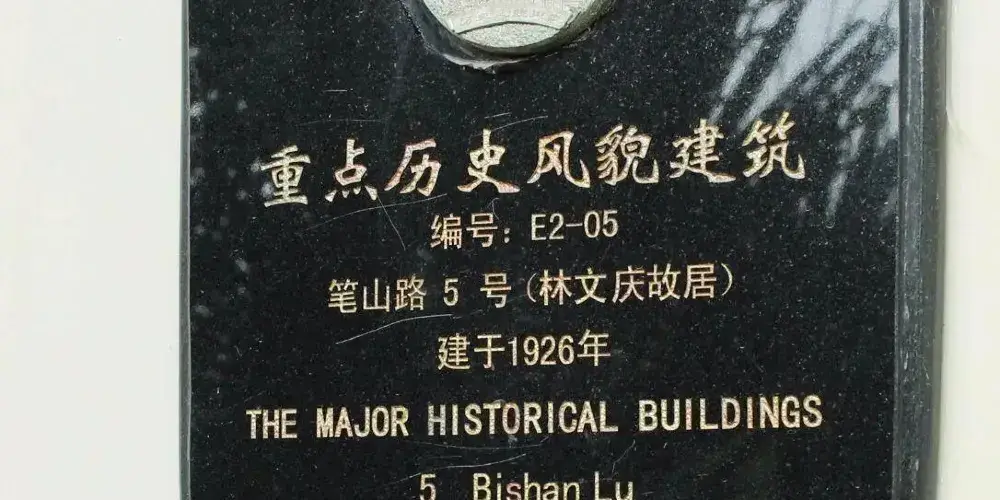 重点历史风貌建筑
编号：E2-05
笔山路 5 号（林文庆故居）
建于1926年
THE MAJOR HISTORICAL BUILDINGS
5 Bishan Lu